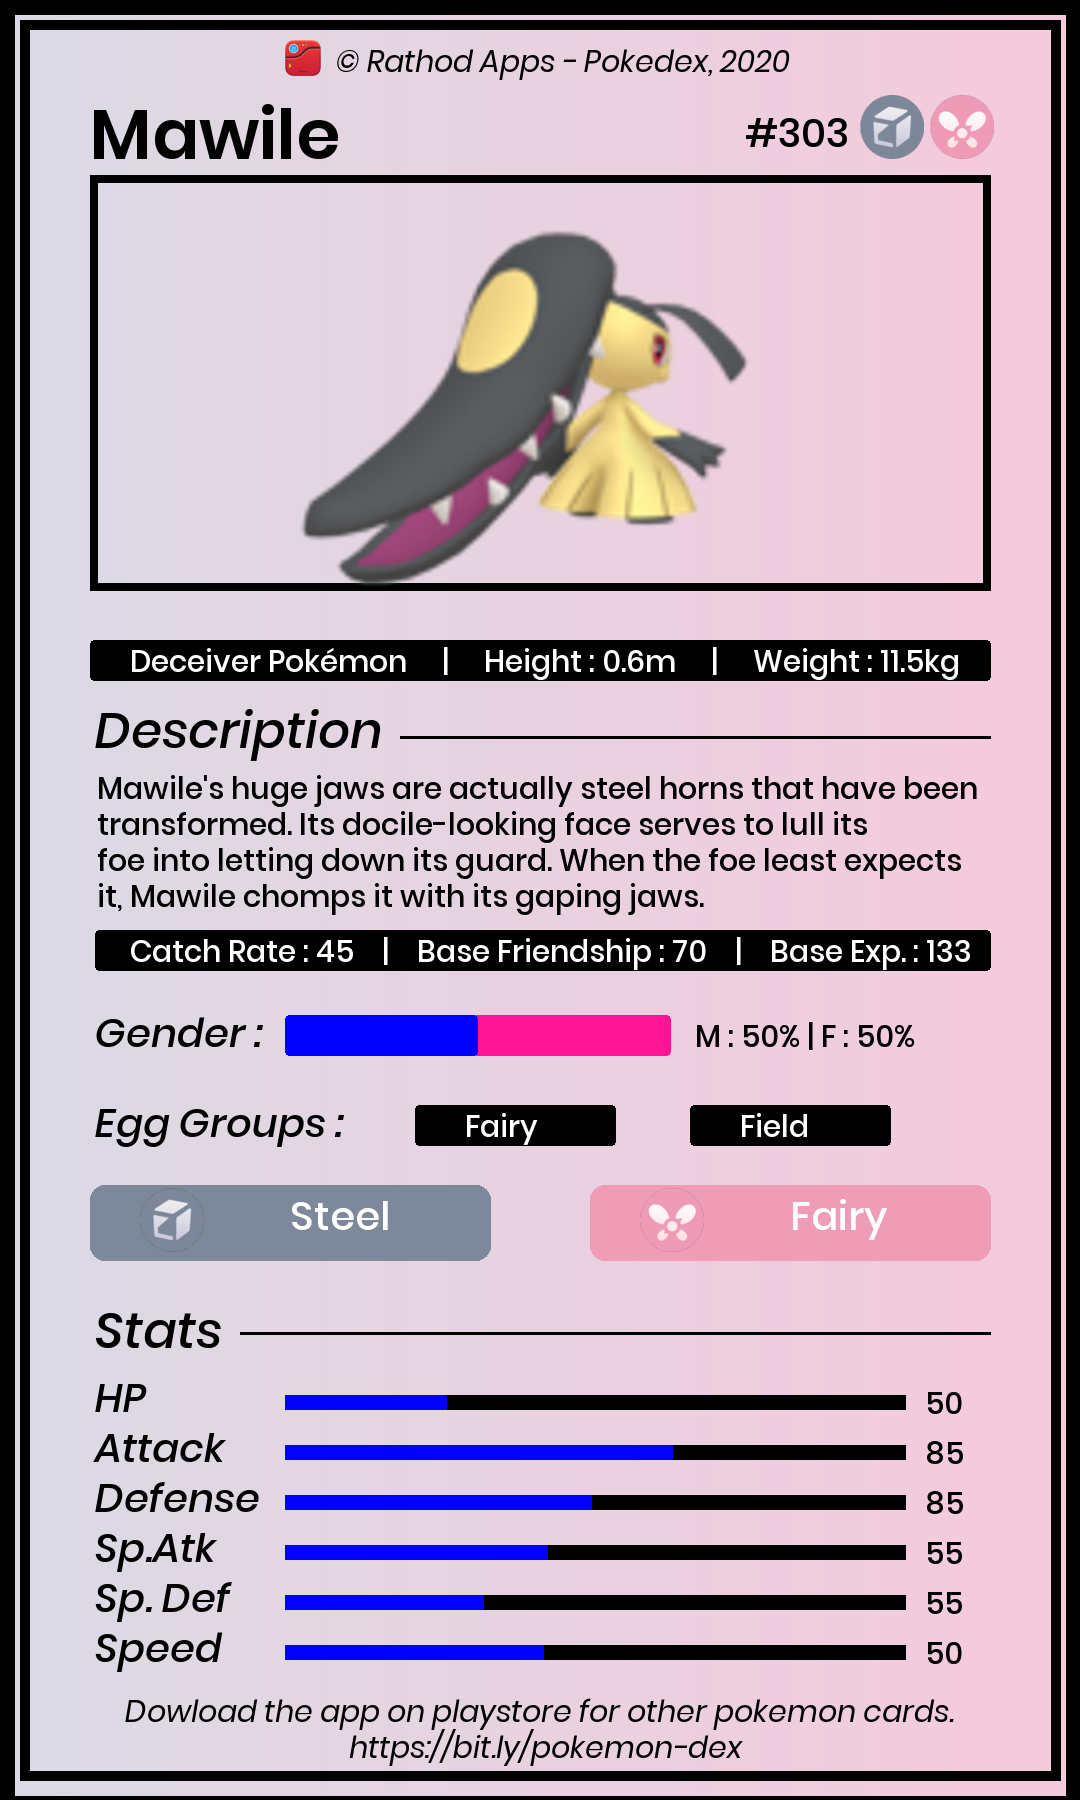 © Rathod Apps - Pokedex, 2020
Mawile #303
Deceiver Pokémon | Height : 0.6m | Weight : 11.5kg
Description
Mawile's huge jaws are actually steel horns that have been
transformed. Its docile-looking face serves to lull its
foe into letting down its guard. When the foe least expects
it, Mawile chomps it with its gaping jaws.
Catch Rate : 45 | Base Friendship : 70 | Base Exp. : 133
Gender : M : 50% | F : 50%
Egg Groups : Fairy Field
Steel Fairy
Stats
HP 50
Attack 85
Defense 85
Sp.Atk 55
Sp. Def 55
Speed 50
Dowload the app on playstore for other pokemon cards.
https://bit.ly/pokemon-dex